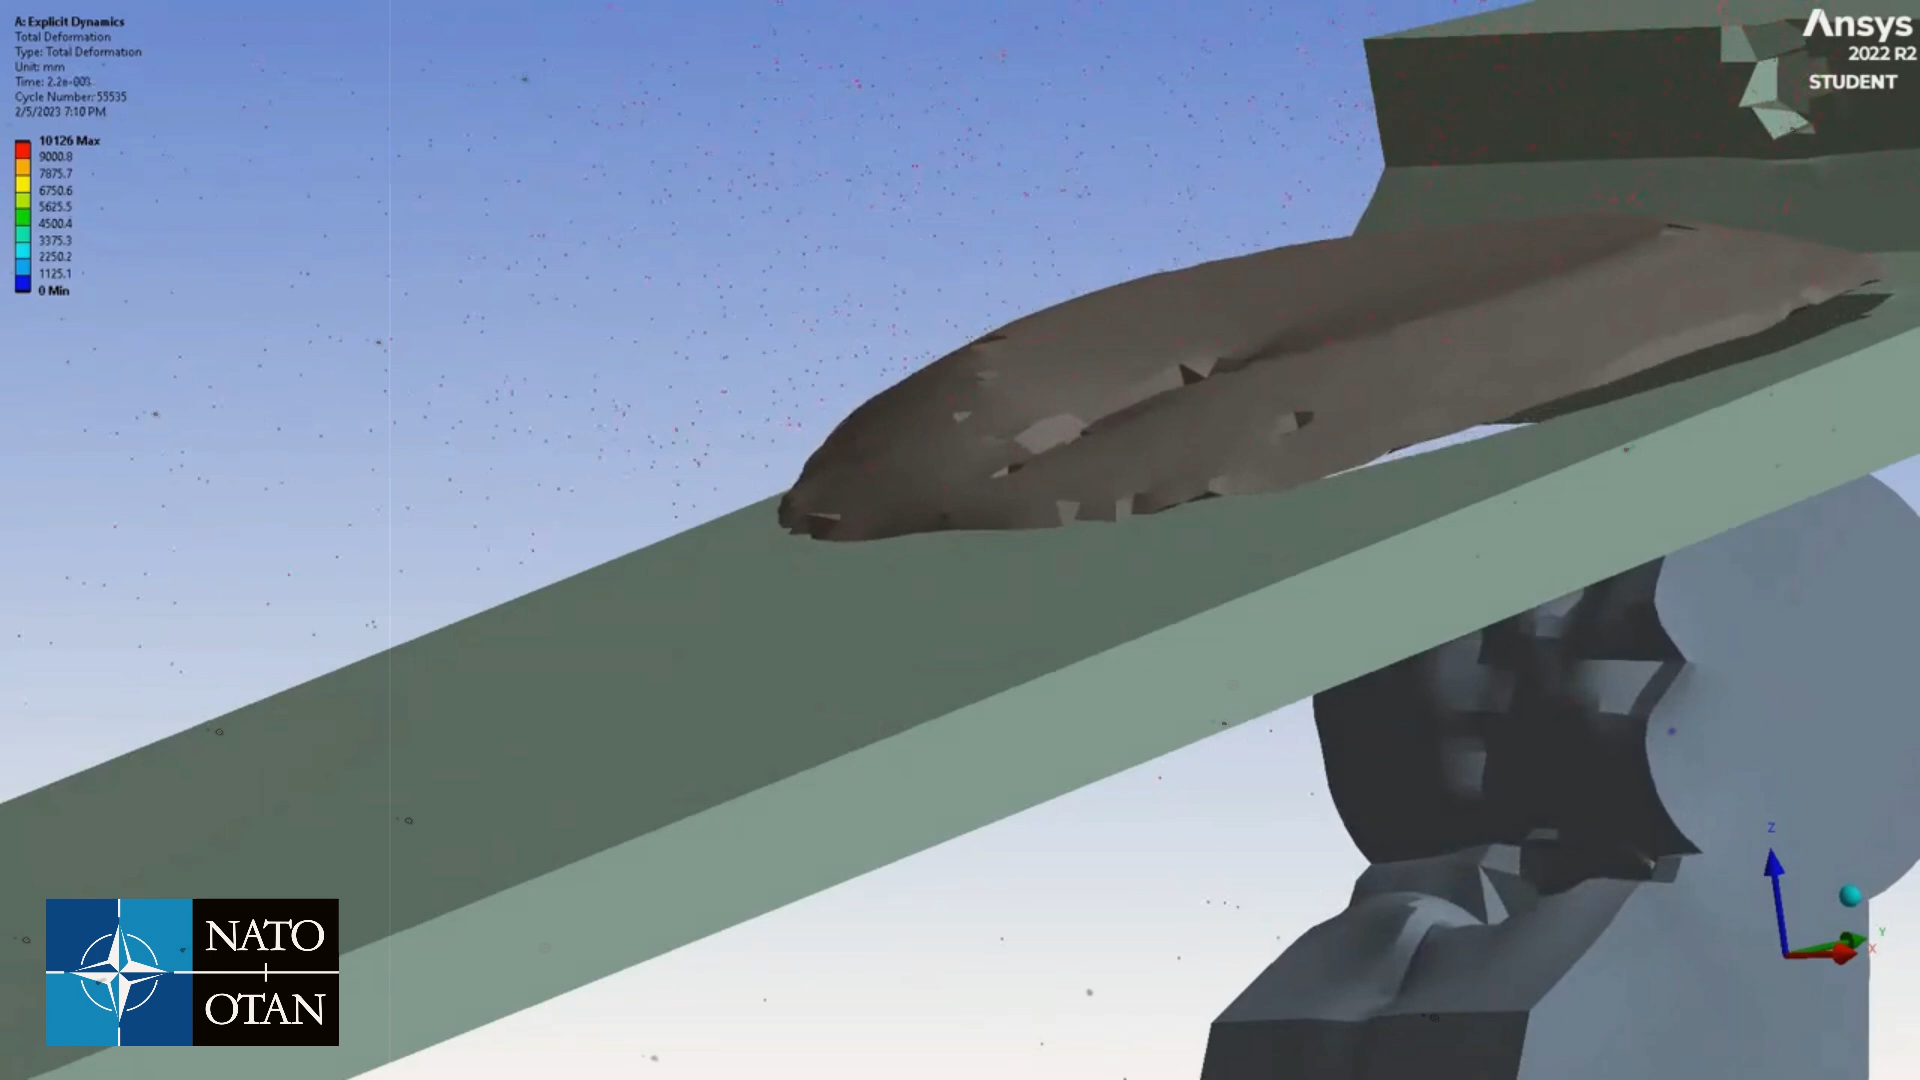 A: Explicit Dynamics
Total Deformation
Type: Total Deformation
Unit: mm
Time: 2.2e-003
Cycle Number: 55535
2/5/2023 7:10 PM
10126 Max
9000.8
7875.7
6750.6
5625.5
4500.4
3375.3
2250.2
1125.1
0 Min
Ansys
2022 R2
STUDENT
NATO
OTAN
Z
Y
X